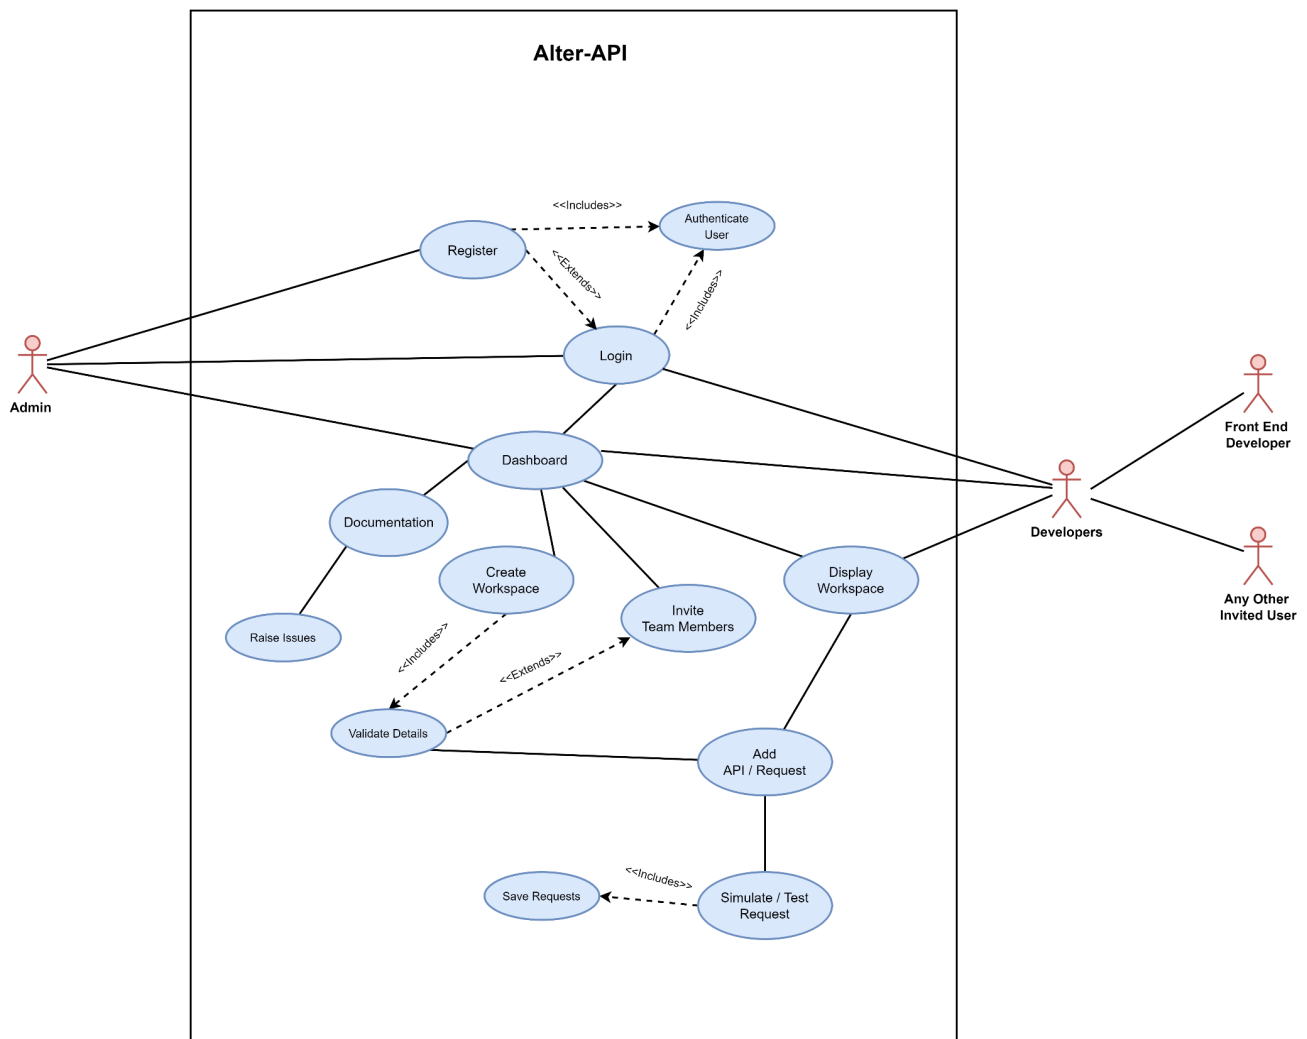 Alter-API
<<Includes>>
Authenticate
User
Register
<<Extends>>
<<Includes>>
Login
Admin
Front End
Developer
Dashboard
Documentation
Developers
Create
Workspace
Display
Workspace
Invite
Team Members
Any Other
Invited User
Raise Issues
<<Includes>>
<<Extends>>
Validate Details
Add
API / Request
<<Includes>>
Save Requests
Simulate / Test
Request